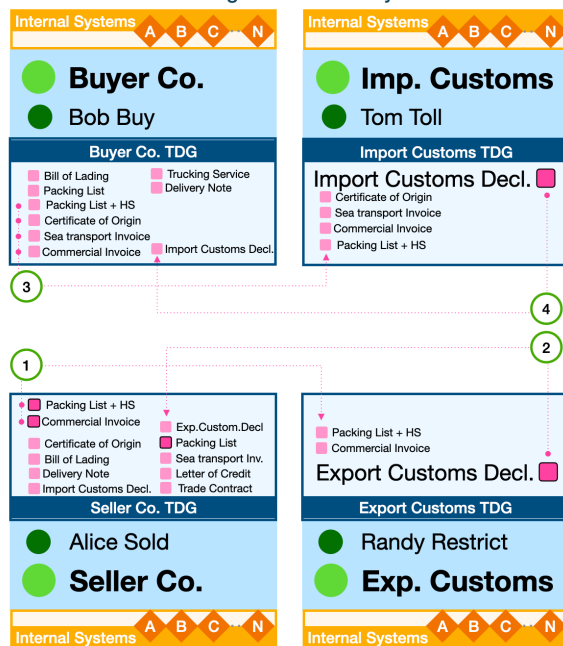 Internal Systems A B C N
Buyer Co.
Bob Buy
Buyer Co. TDG
Bill of Lading
Packing List
Packing List + HS
Certificate of Origin
Sea transport Invoice
Commercial Invoice
Trucking Service
Delivery Note
Import Customs Decl.
Internal Systems A B C N
Imp. Customs
Tom Toll
Import Customs TDG
Import Customs Decl.
Certificate of Origin
Sea transport Invoice
Commercial Invoice
Packing List + HS
3
4
2
1
Packing List + HS
Commercial Invoice
Certificate of Origin
Bill of Lading
Delivery Note
Import Customs Decl.
Exp.Custom.Decl
Packing List
Sea transport Inv.
Letter of Credit
Trade Contract
Seller Co. TDG
Alice Sold
Seller Co.
Internal Systems A B C N
Packing List + HS
Commercial Invoice
Export Customs Decl.
Export Customs TDG
Randy Restrict
Exp. Customs
Internal Systems A B C N